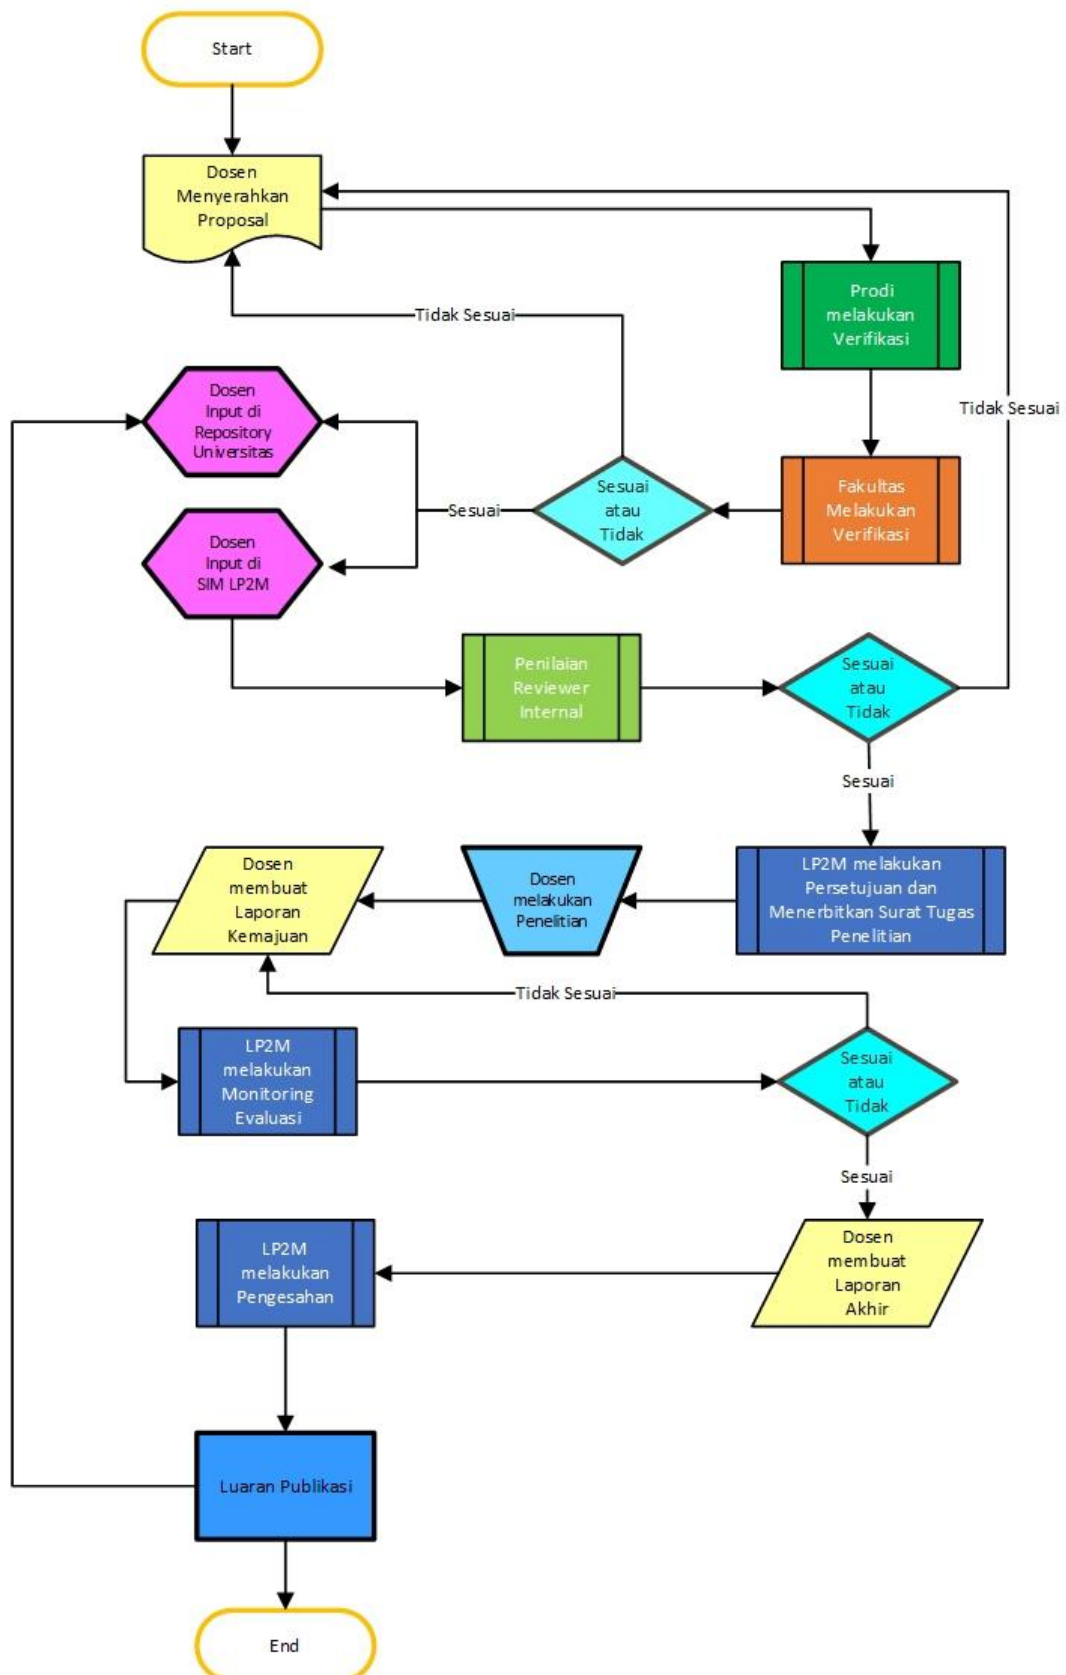 Start
Dosen
Menyerahkan
Proposal
Prodi
melakukan
Verifikasi
Tidak Sesuai
Dosen
Input di
Repository
Universitas
Tidak Sesuai
Sesuai
atau
Tidak
Fakultas
Melakukan
Verifikasi
Sesuai
Dosen
Input di
SIM LP2M
Penilaian
Reviewer
Internal
Sesuai
atau
Tidak
Sesuai
Dosen
membuat
Laporan
Kemajuan
Dosen
melakukan
Penelitian
LP2M melakukan
Persetujuan dan
Menerbitkan Surat Tugas
Penelitian
Tidak Sesuai
LP2M
melakukan
Monitoring
Evaluasi
Sesuai
atau
Tidak
Sesuai
LP2M
melakukan
Pengesahan
Dosen
membuat
Laporan
Akhir
Luaran Publikasi
End